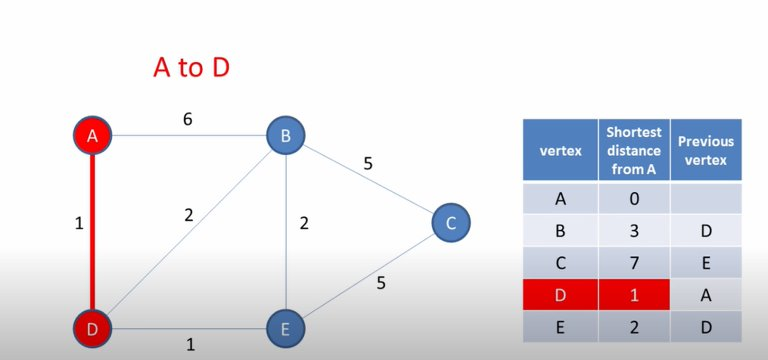 A to D
A
6
B
5
1
2
2
C
5
D
1
E
vertex Shortest distance from A Previous vertex
A 0
B 3 D
C 7 E
D 1 A
E 2 D